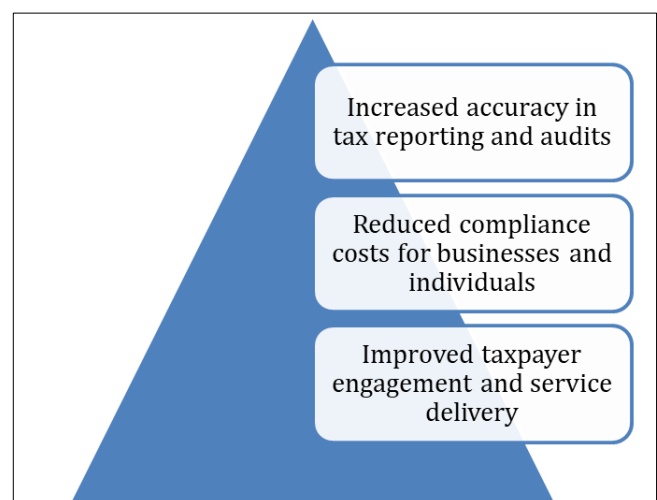 Increased accuracy in
tax reporting and audits
Reduced compliance
costs for businesses and
individuals
Improved taxpayer
engagement and service
delivery